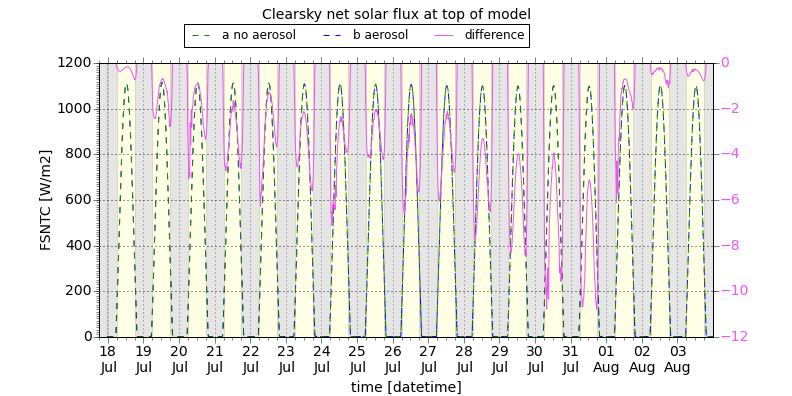 Clearsky net solar flux at top of model
a no aerosol b aerosol difference
1200 0
1000 −2
800 −4
600 −6
400 −8
200 −10
0 −12
FSNTC [W/m2]
18 19 20 21 22 23 24 25 26 27 28 29 30 31 01 02 03
Jul Jul Jul Jul Jul Jul Jul Jul Jul Jul Jul Jul Jul Jul Aug Aug Aug
time [datetime]